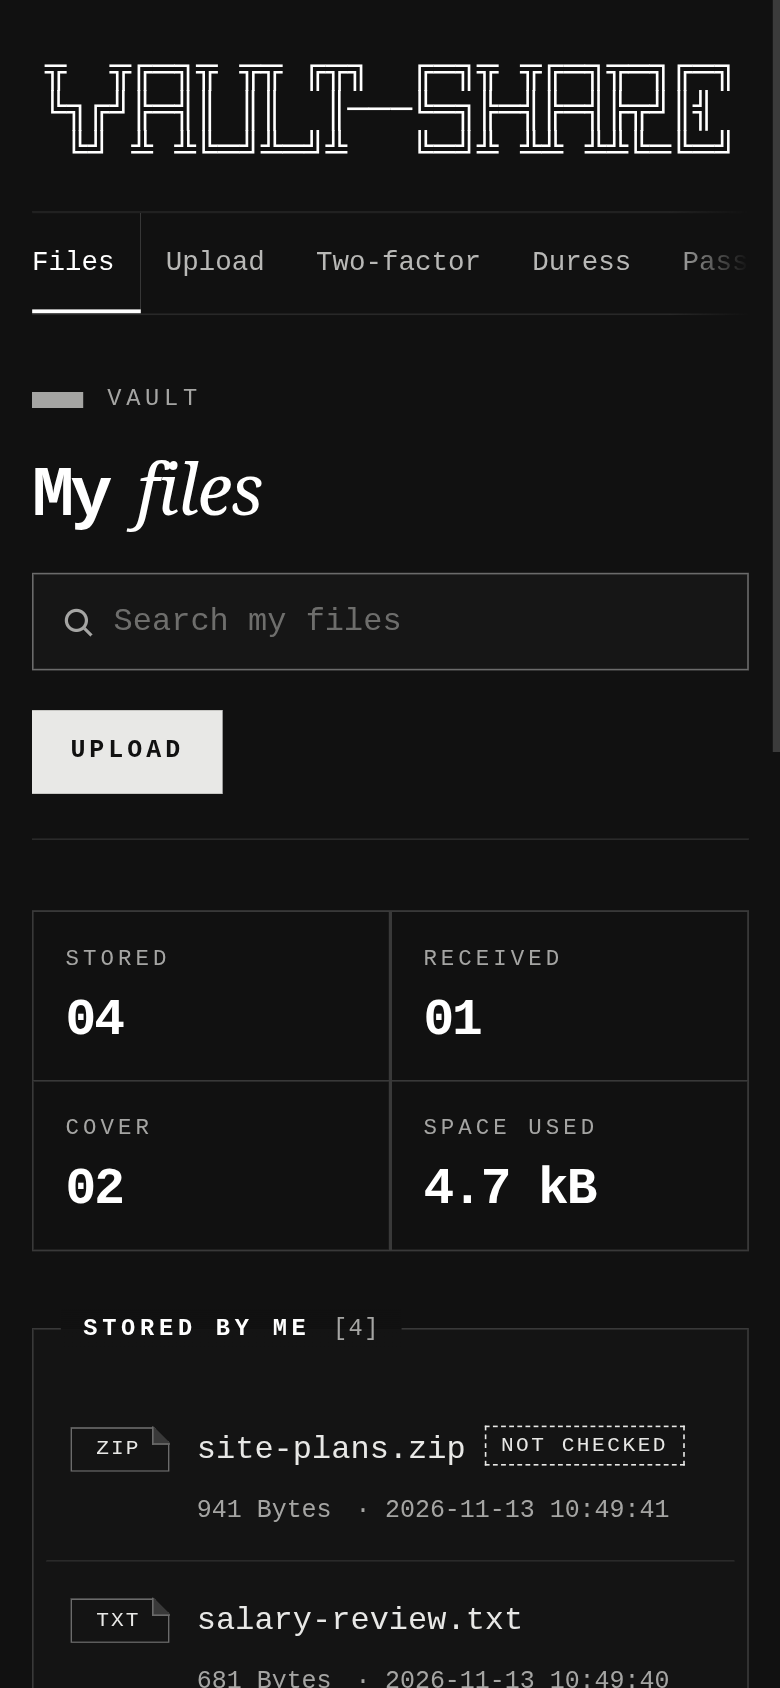 VAULT-SHARE
Files Upload Two-factor Duress Pass
VAULT
My files
Search my files
UPLOAD
STORED RECEIVED
04 01
COVER SPACE USED
02 4.7 kB
STORED BY ME [4]
ZIP site-plans.zip NOT CHECKED
941 Bytes · 2026-11-13 10:49:41
TXT salary-review.txt
681 Bytes · 2026-11-13 10:49:40